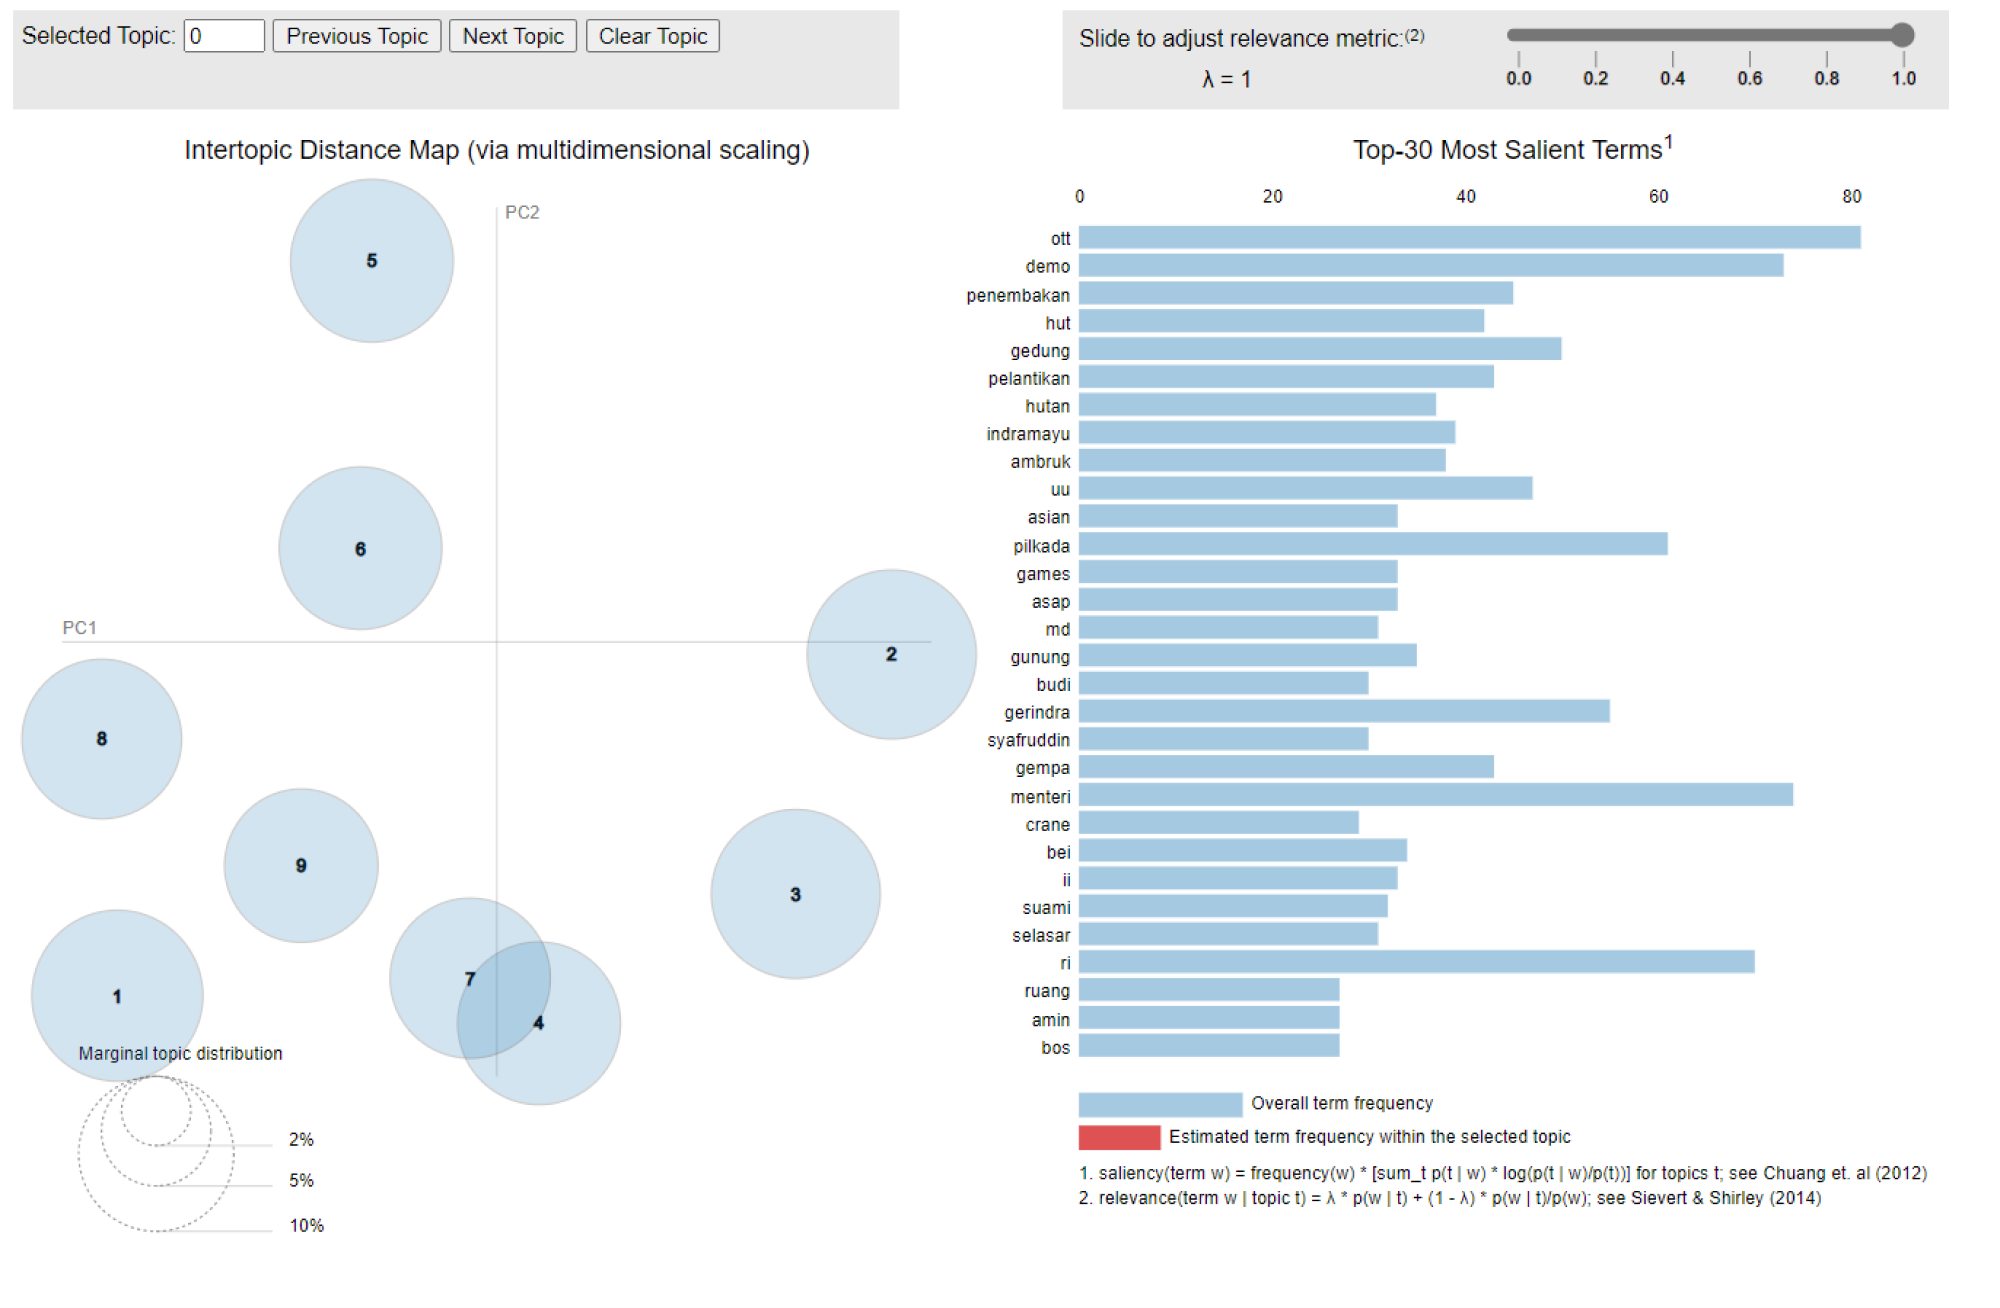 Selected Topic: 0 Previous Topic Next Topic Clear Topic
Slide to adjust relevance metric:(2)
λ = 1
0.0 0.2 0.4 0.6 0.8 1.0
Intertopic Distance Map (via multidimensional scaling)
PC2
PC1
5
6
2
8
9
3
7
1
4
Marginal topic distribution
2%
5%
10%
Top-30 Most Salient Terms1
0 20 40 60 80
ott
demo
penembakan
hut
gedung
pelantikan
hutan
indramayu
ambruk
uu
asian
pilkada
games
asap
md
gunung
budi
gerindra
syafruddin
gempa
menteri
crane
bei
ii
suami
selasar
ri
ruang
amin
bos
Overall term frequency
Estimated term frequency within the selected topic
1. saliency(term w) = frequency(w) * [sum_t p(t | w) * log(p(t | w)/p(t))] for topics t; see Chuang et. al (2012)
2. relevance(term w | topic t) = λ * p(w | t) + (1 - λ) * p(w | t)/p(w); see Sievert & Shirley (2014)